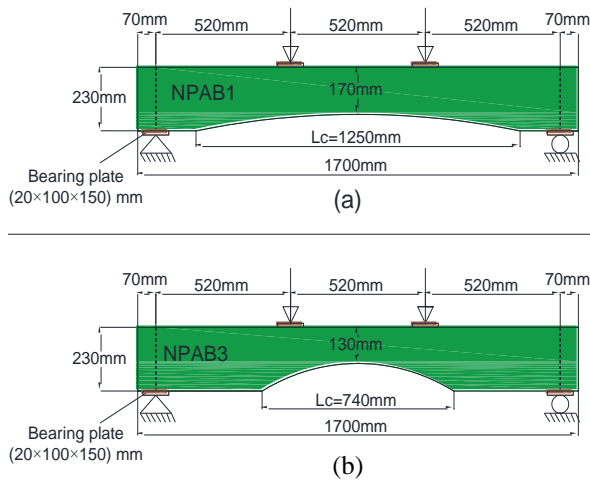 70mm 520mm 520mm 520mm 70mm
230mm NPAB1 170mm
Lc=1250mm
Bearing plate
(20×100×150) mm
1700mm
(a)
70mm 520mm 520mm 520mm 70mm
230mm NPAB3 130mm
Lc=740mm
Bearing plate
(20×100×150) mm
1700mm
(b)